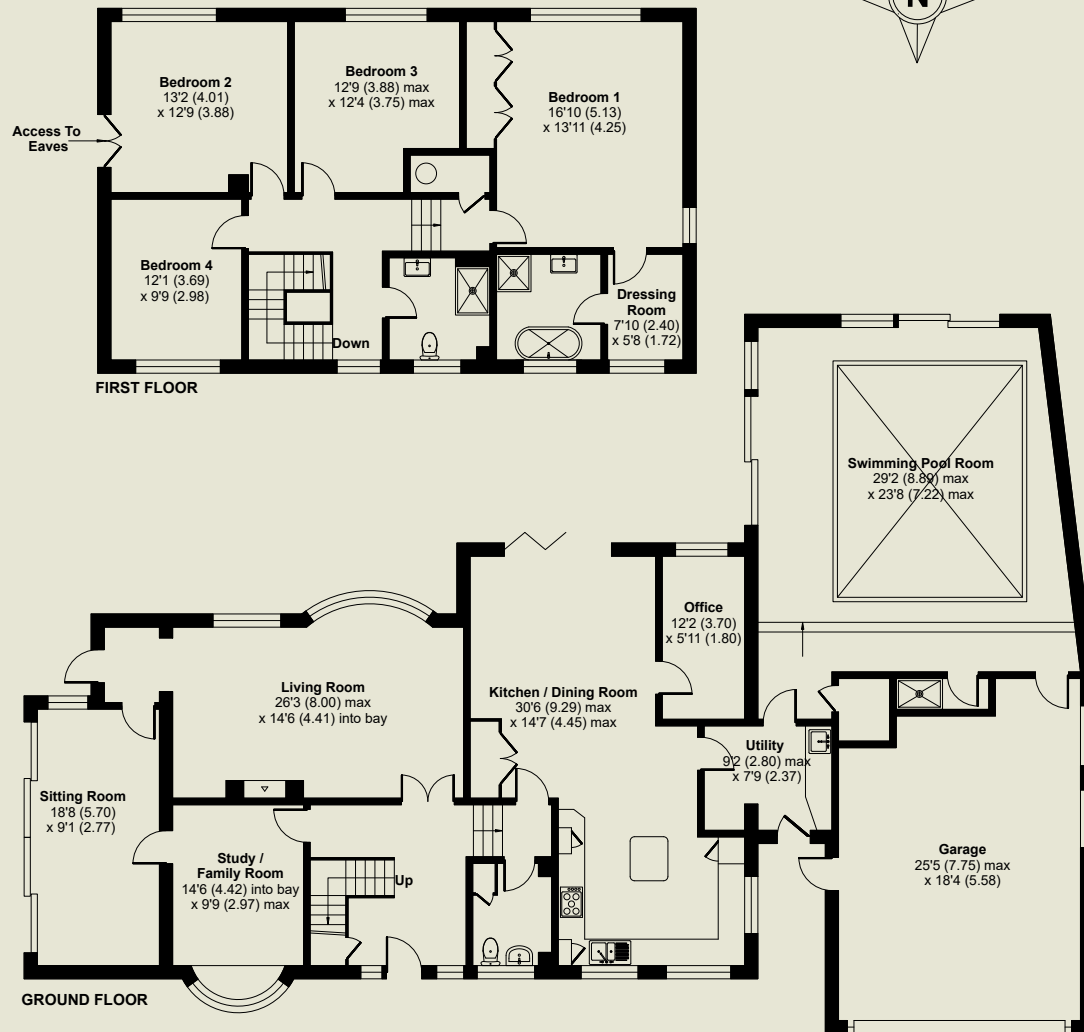 N
Bedroom 2
13'2 (4.01)
x 12'9 (3.88)
Bedroom 3
12'9 (3.88) max
x 12'4 (3.75) max
Bedroom 1
16'10 (5.13)
x 13'11 (4.25)
Access To
Eaves
Bedroom 4
12'1 (3.69)
x 9'9 (2.98)
Dressing
Room
7'10 (2.40)
x 5'8 (1.72)
Down
FIRST FLOOR
Swimming Pool Room
29'2 (8.89) max
x 23'8 (7.22) max
Office
12'2 (3.70)
x 5'11 (1.80)
Living Room
26'3 (8.00) max
x 14'6 (4.41) into bay
Kitchen / Dining Room
30'6 (9.29) max
x 14'7 (4.45) max
Utility
9'2 (2.80) max
x 7'9 (2.37)
Sitting Room
18'8 (5.70)
x 9'1 (2.77)
Study /
Family Room
14'6 (4.42) into bay
x 9'9 (2.97) max
Up
Garage
25'5 (7.75) max
x 18'4 (5.58)
GROUND FLOOR